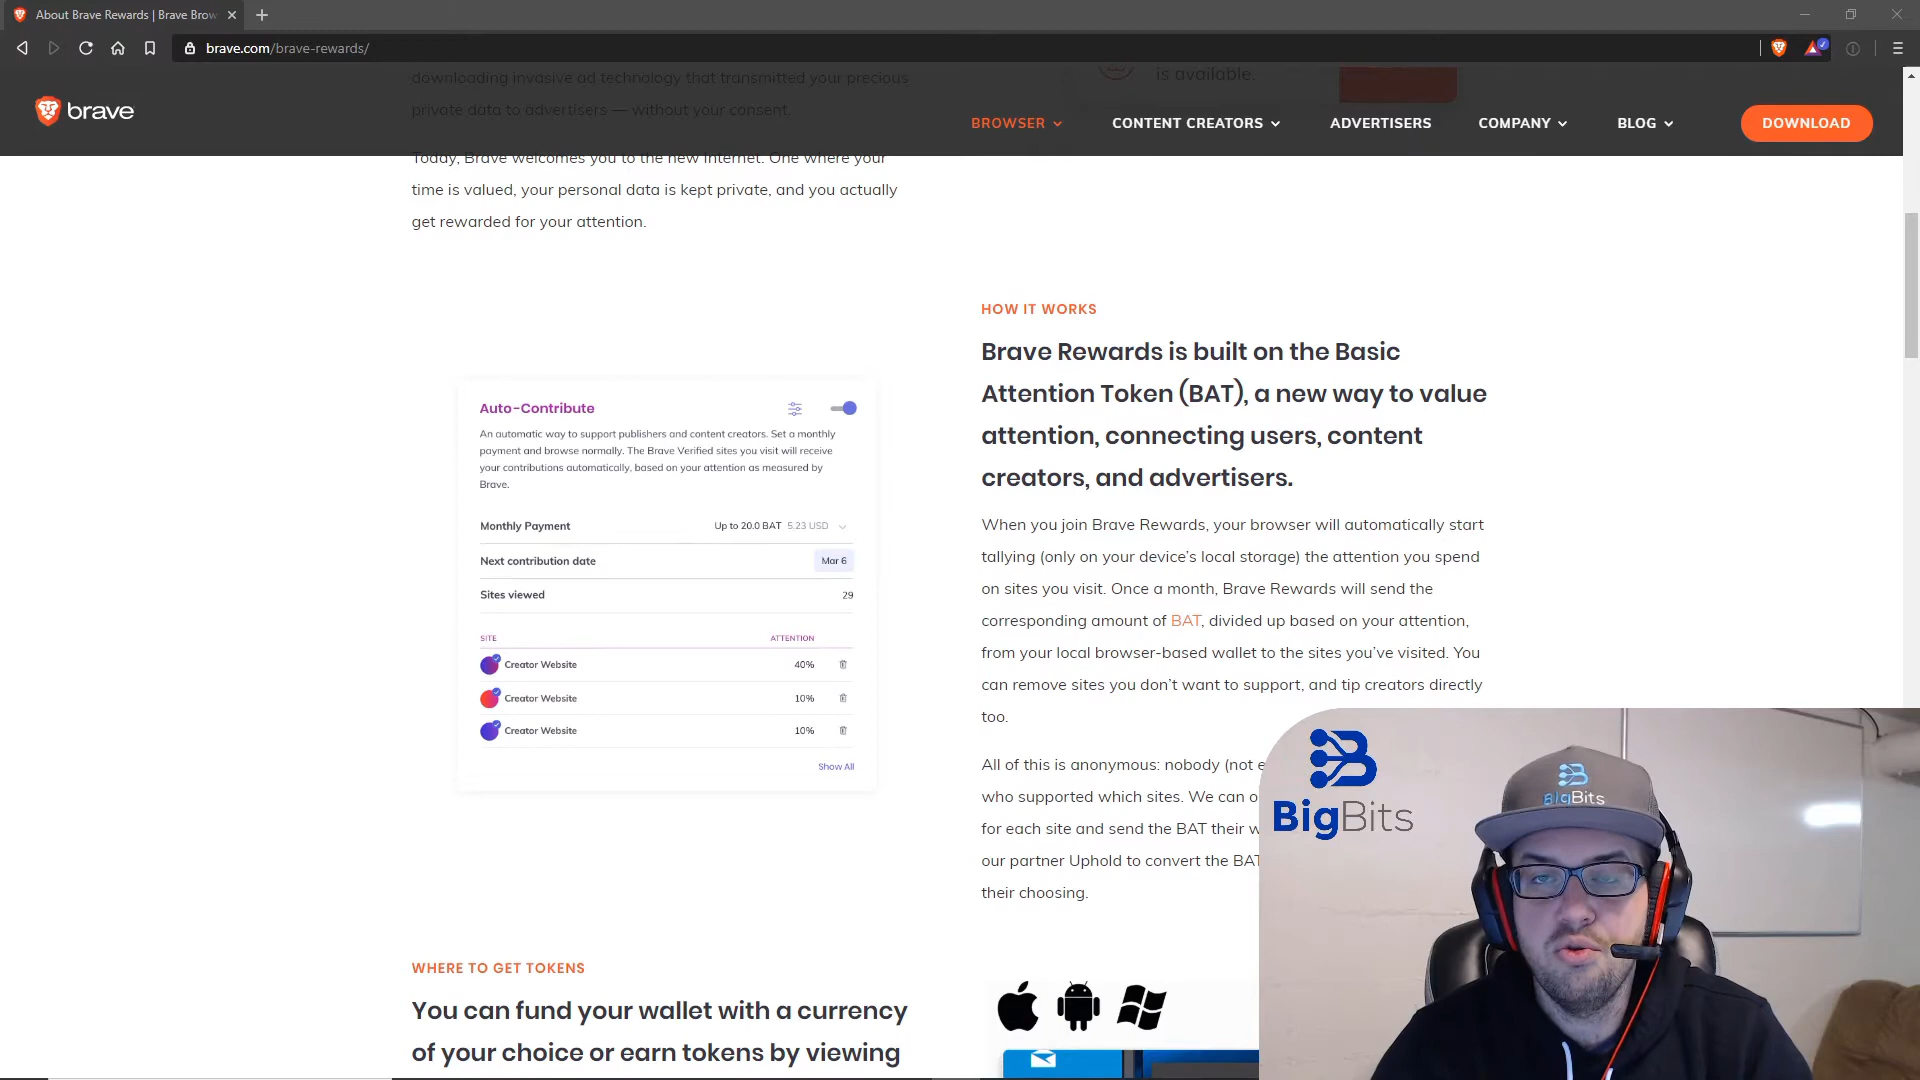 About Brave Rewards | Brave Brow
brave.com/brave-rewards/
downloading invasive ad technology that transmitted your precious
private data to advertisers — without your consent.
is available.
brave
BROWSER
CONTENT CREATORS
ADVERTISERS
COMPANY
BLOG
DOWNLOAD
Today, Brave welcomes you to the new Internet. One where your
time is valued, your personal data is kept private, and you actually
get rewarded for your attention.
HOW IT WORKS
Brave Rewards is built on the Basic
Attention Token (BAT), a new way to value
attention, connecting users, content
creators, and advertisers.
When you join Brave Rewards, your browser will automatically start
tallying (only on your device’s local storage) the attention you spend
on sites you visit. Once a month, Brave Rewards will send the
corresponding amount of BAT, divided up based on your attention,
from your local browser-based wallet to the sites you’ve visited. You
can remove sites you don’t want to support, and tip creators directly
too.
All of this is anonymous: nobody (not e
who supported which sites. We can o
for each site and send the BAT their w
our partner Uphold to convert the BAT
their choosing.
Auto-Contribute
An automatic way to support publishers and content creators. Set a monthly
payment and browse normally. The Brave Verified sites you visit will receive
your contributions automatically, based on your attention as measured by
Brave.
Monthly Payment Up to 20.0 BAT 5.23 USD
Next contribution date Mar 6
Sites viewed 29
SITE ATTENTION
Creator Website 40%
Creator Website 10%
Creator Website 10%
Show All
WHERE TO GET TOKENS
You can fund your wallet with a currency
of your choice or earn tokens by viewing
BigBits
BigBits